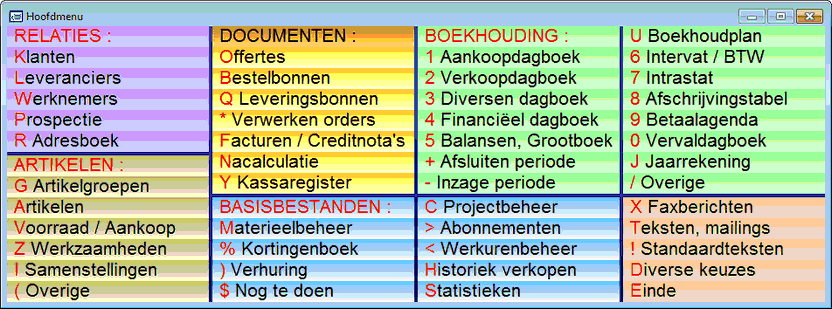 Hoofdmenu
RELATIES :
Klanten
Leveranciers
Werknemers
Prospectie
R Adresboek
ARTIKELEN :
G Artikelgroepen
Artikelen
Voorraad / Aankoop
Z Werkzaamheden
! Samenstellingen
( Overige
DOCUMENTEN :
Offertes
Bestelbonnen
Q Leveringsbonnen
* Verwerken orders
Facturen / Creditnota's
Nacalculatie
Y Kassaregister
BASISBESTANDEN :
Materieelbeheer
% Kortingenboek
) Verhuring
$ Nog te doen
BOEKHOUDING :
1 Aankoopdagboek
2 Verkoopdagboek
3 Diversen dagboek
4 Financiëel dagboek
5 Balansen, Grootboek
+ Afsluiten periode
- Inzage periode
C Projectbeheer
> Abonnementen
< Werkurenbeheer
Historiek verkopen
Statistieken
U Boekhoudplan
6 Intervat / BTW
7 Intrastat
8 Afschrijvingstabel
9 Betaalagenda
0 Vervaldagboek
J Jaarrekening
/ Overige
X Faxberichten
Teksten, mailings
! Standaardteksten
Diverse keuzes
Einde